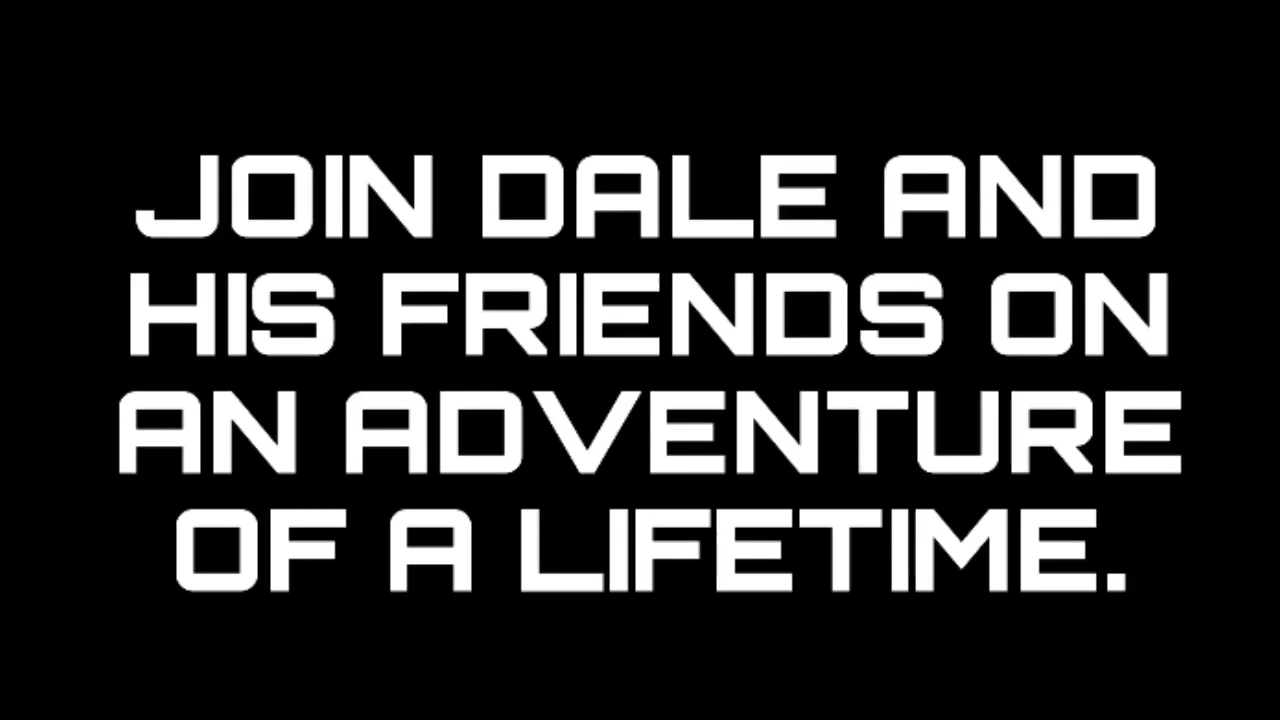 JOIN DALE AND
HIS FRIENDS ON
AN ADVENTURE
OF A LIFETIME.